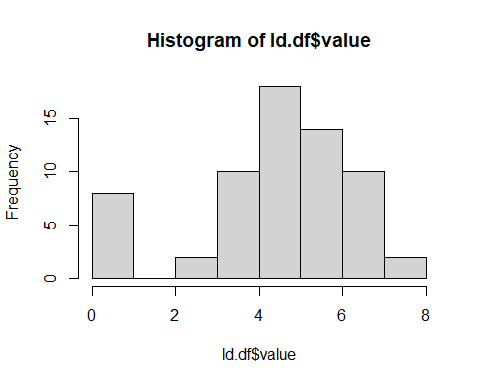 Histogram of ld.df$value
Frequency
15
10
5
0
0 2 4 6 8
ld.df$value